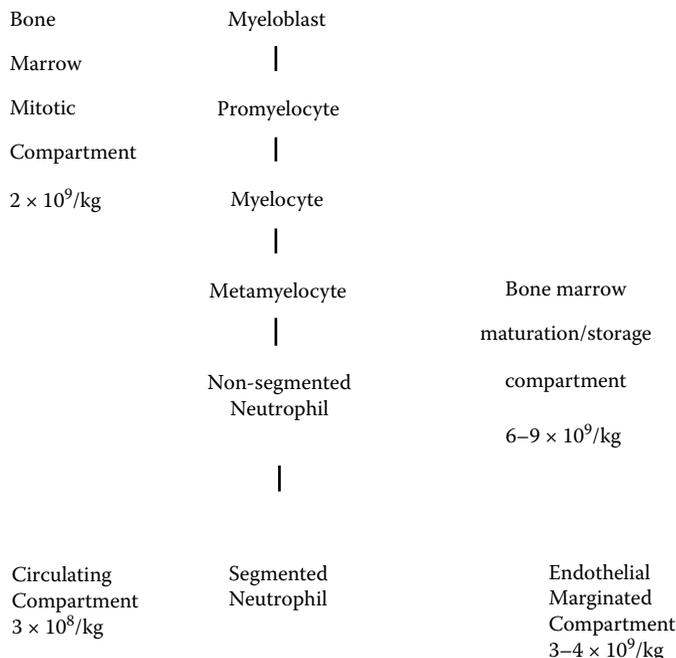 Bone
Marrow
Mitotic
Compartment
2 × 10⁹/kg
Myeloblast
Promyelocyte
Myelocyte
Metamyelocyte
Non-segmented
Neutrophil
Bone marrow
maturation/storage
compartment
6–9 × 10⁹/kg
Circulating
Compartment
3 × 10⁸/kg
Segmented
Neutrophil
Endothelial
Marginated
Compartment
3–4 × 10⁹/kg